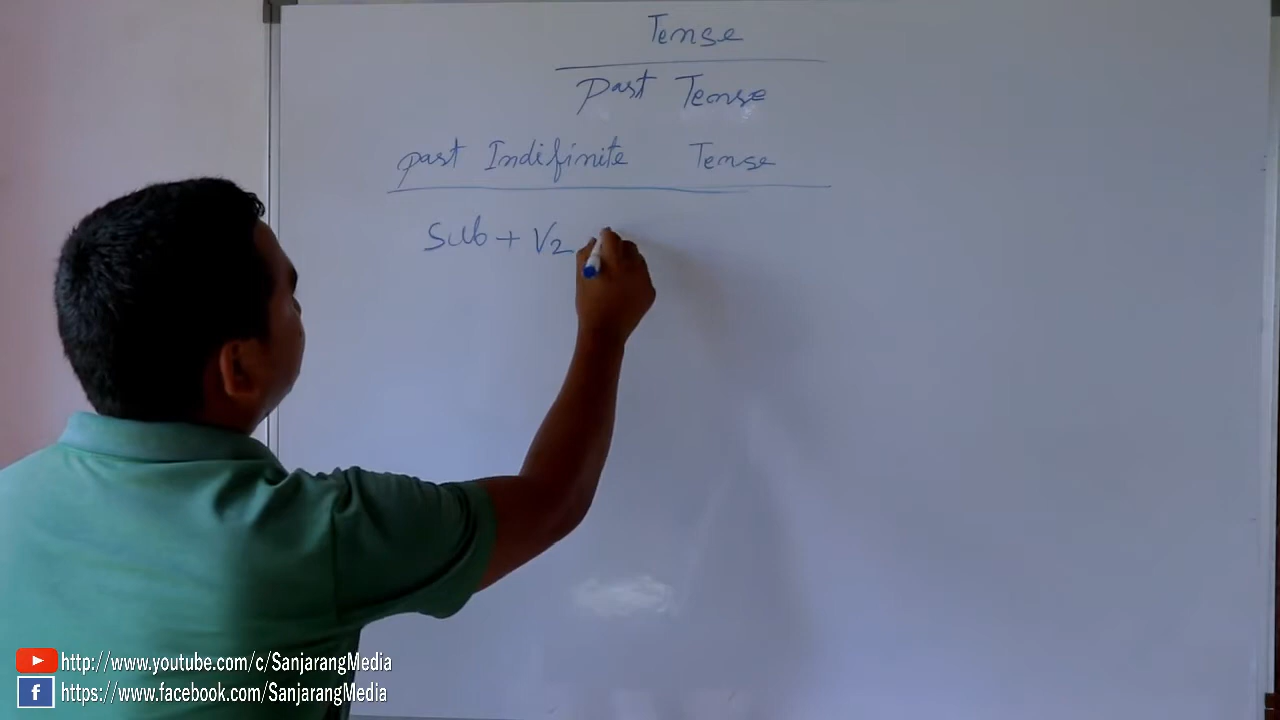 Tense
Past Tense
past Indifinite Tense
Sub + V2
http://www.youtube.com/c/SanjarangMedia
https://www.facebook.com/SanjarangMedia